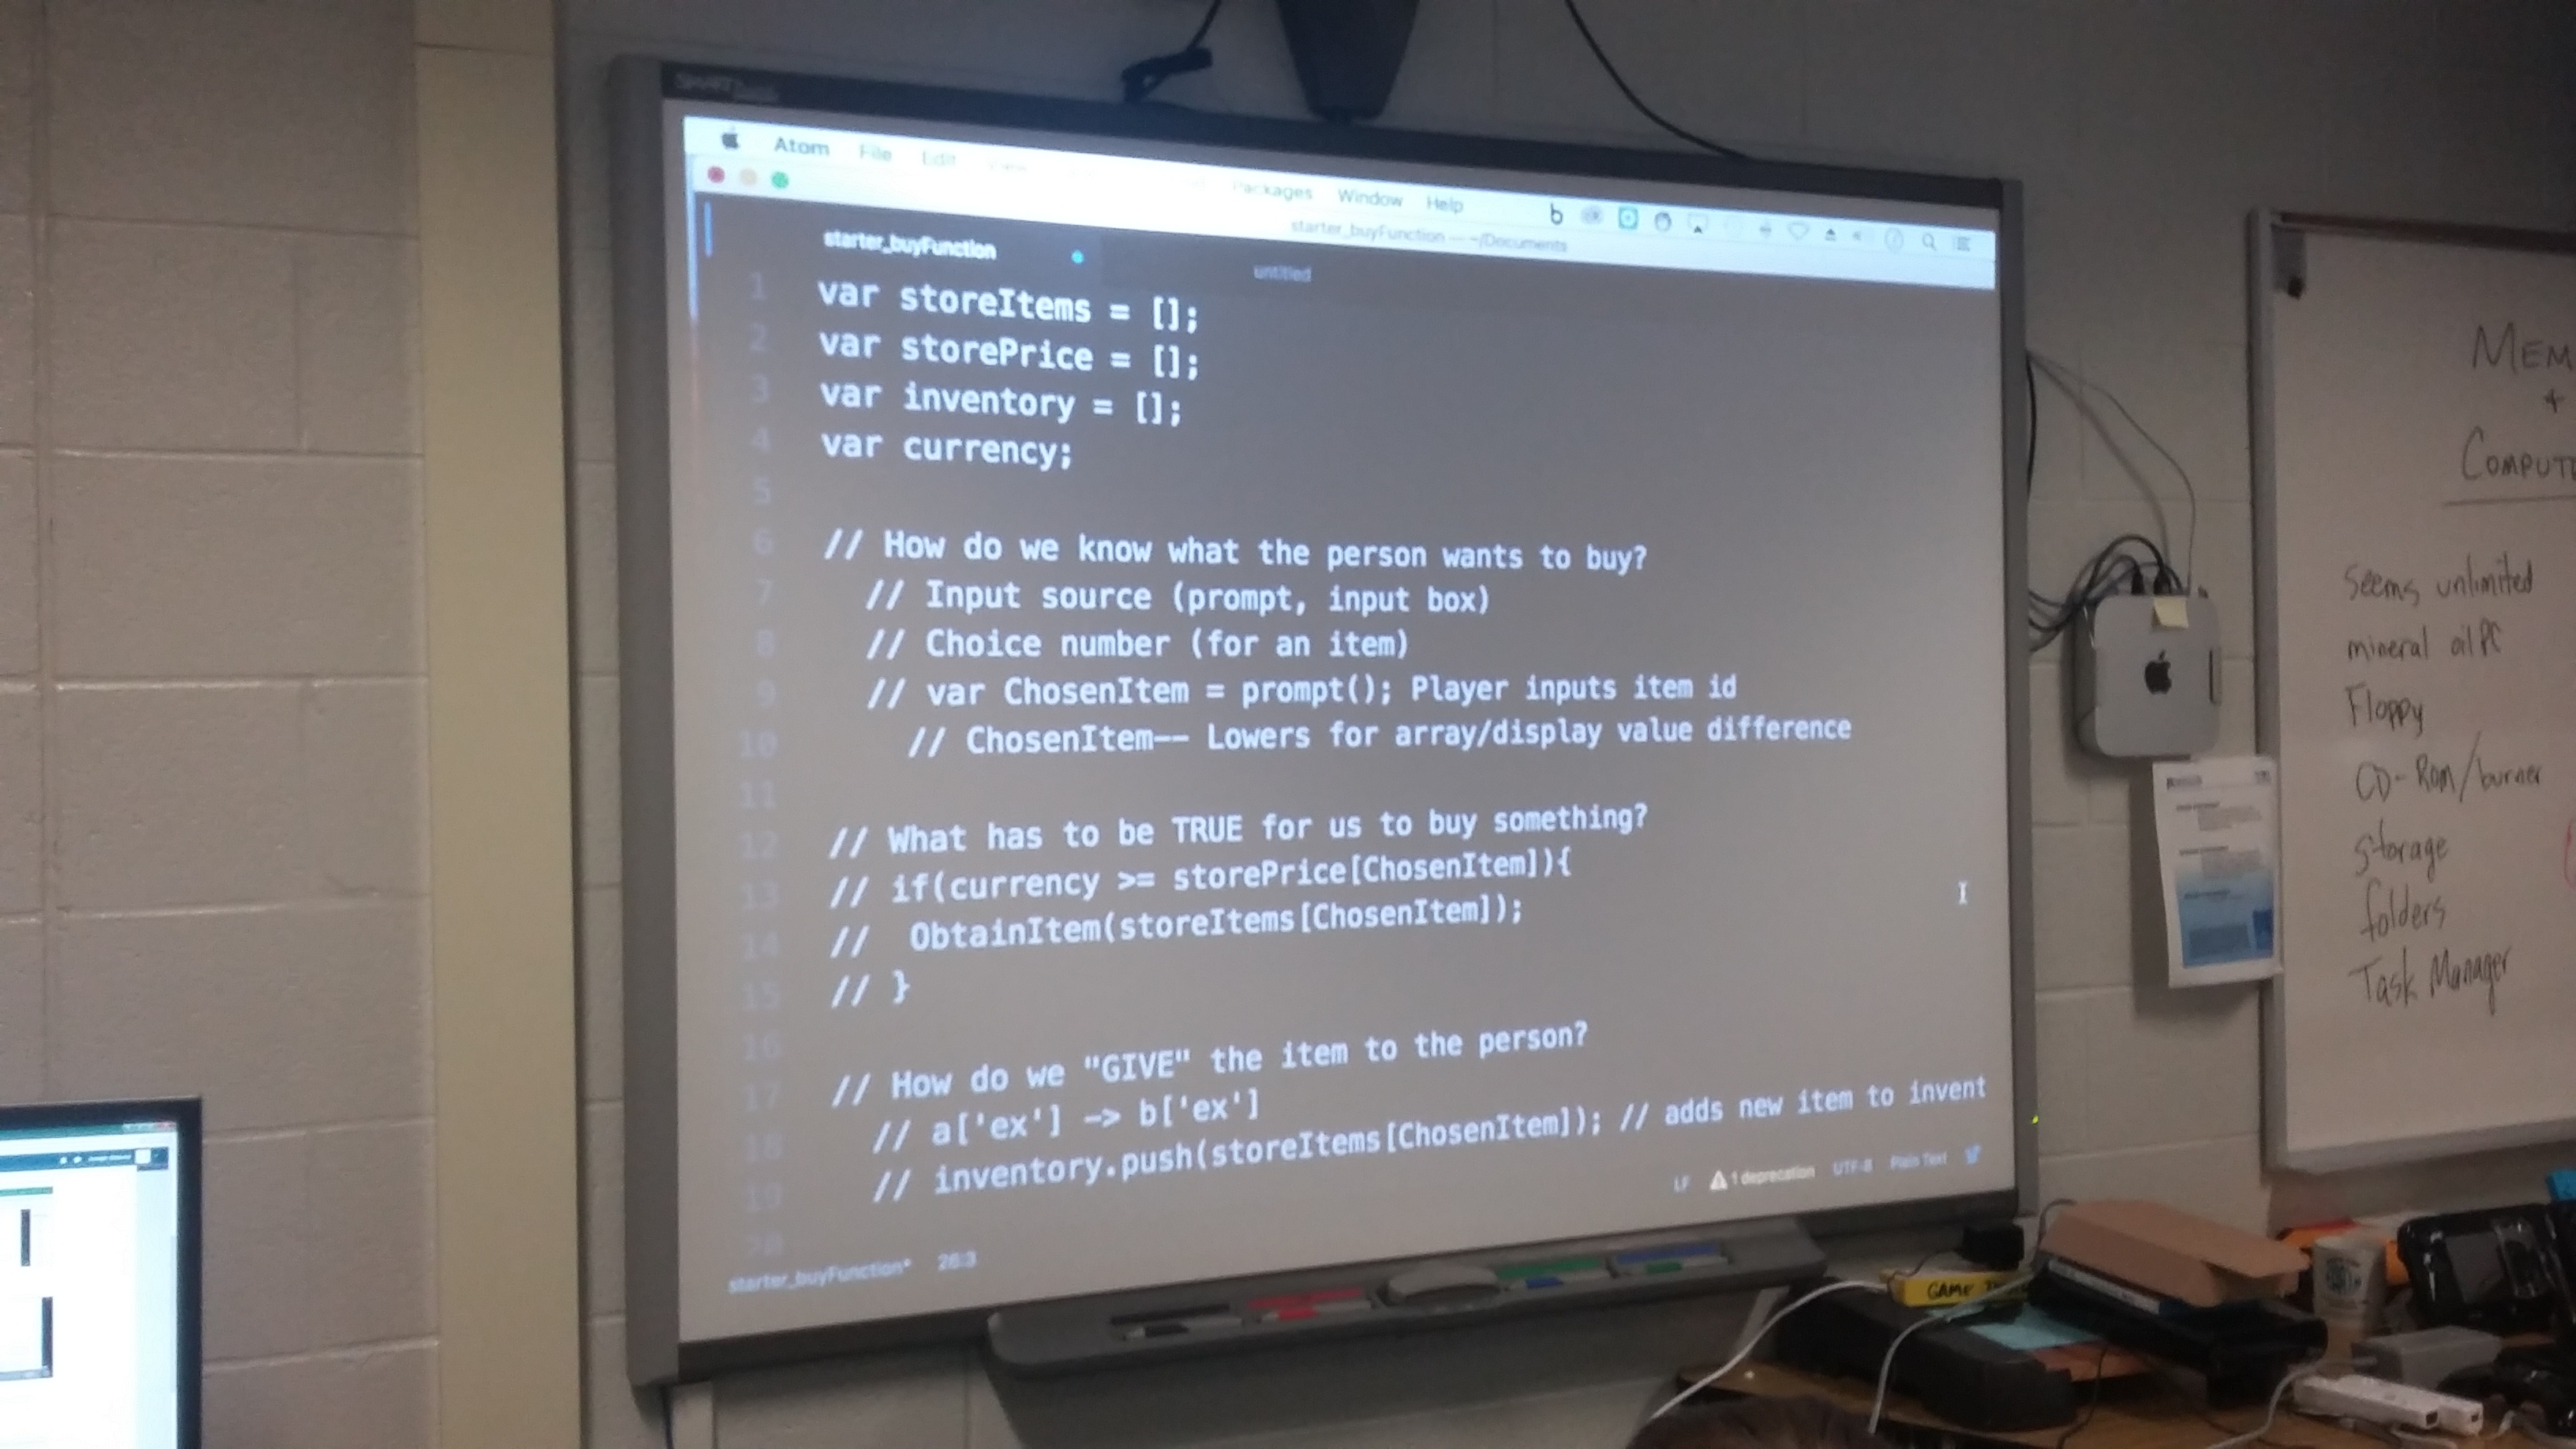 SMART
Atom File Edit View Packages Window Help
starter_buyFunction — ~/Documents
starter_buyFunction
untitled
1 var storeItems = [];
2 var storePrice = [];
3 var inventory = [];
4 var currency;
5
6 // How do we know what the person wants to buy?
7 // Input source (prompt, input box)
8 // Choice number (for an item)
9 // var ChosenItem = prompt(); Player inputs item id
10 // ChosenItem-- Lowers for array/display value difference
11
12 // What has to be TRUE for us to buy something?
13 // if(currency >= storePrice[ChosenItem]){
14 // ObtainItem(storeItems[ChosenItem]);
15 // }
16
17 // How do we "GIVE" the item to the person?
18 // a['ex'] -> b['ex']
19 // inventory.push(storeItems[ChosenItem]); // adds new item to invent
20
starter_buyFunction* 26:3
LF 1 deprecation UTF-8 Plain Text
MEM
+
COMPUTE
Seems unlimited
mineral oil PC
Floppy
CD-ROM/burner
storage
folders
Task Manager
GAME